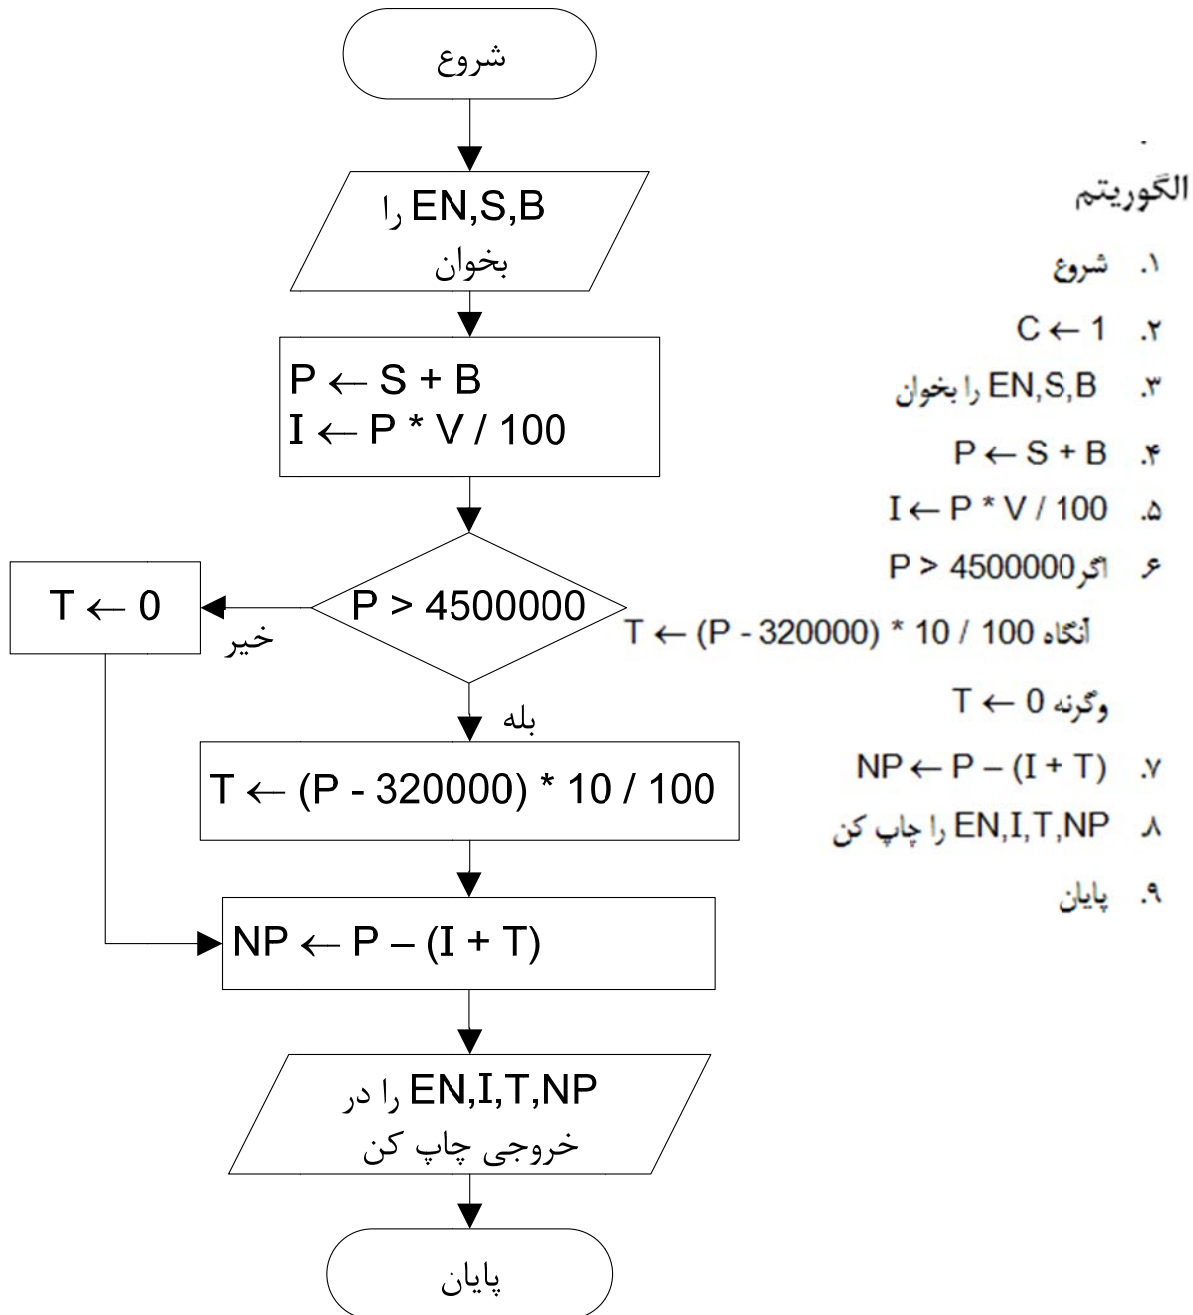 شروع
EN,S,B را
بخوان
P ← S + B
I ← P * V / 100
P > 4500000
خیر
T ← 0
بله
T ← (P - 320000) * 10 / 100
NP ← P – (I + T)
EN,I,T,NP را در
خروجی چاپ کن
پایان
الگوریتم
۱. شروع
۲. C ← 1
۳. EN,S,B را بخوان
۴. P ← S + B
۵. I ← P * V / 100
۶ اگر P > 4500000
آنگاه T ← (P - 320000) * 10 / 100
وگرنه T ← 0
۷. NP ← P – (I + T)
۸ EN,I,T,NP را چاپ کن
۹. پایان